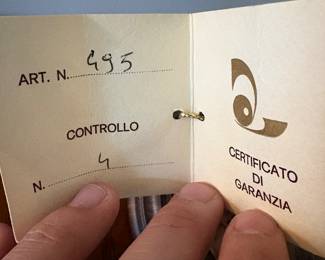 ART. N. 495
CONTROLLO
N. 4
CERTIFICATO
DI
GARANZIA